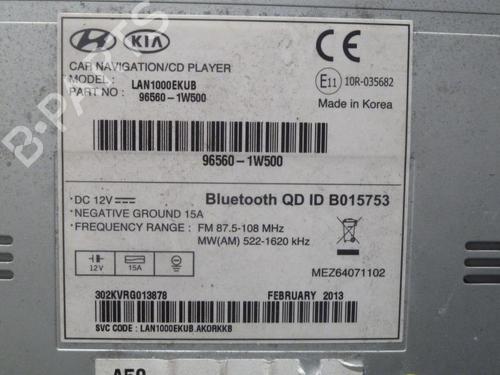 HYUNDAI KIA CE
CAR NAVIGATION/CD PLAYER
MODEL: LAN1000EKUB
PART NO: 96560-1W500
E11 10R-035682
Made in Korea
96560-1W500
• DC 12V
• NEGATIVE GROUND 15A
• FREQUENCY RANGE: FM 87.5-108 MHz
MW(AM) 522-1620 kHz
Bluetooth QD ID B015753
12V 15A
MEZ64071102
302KVRG013878 FEBRUARY 2013
SVC CODE : LAN1000EKUB.AKORKKB
B-PARTS